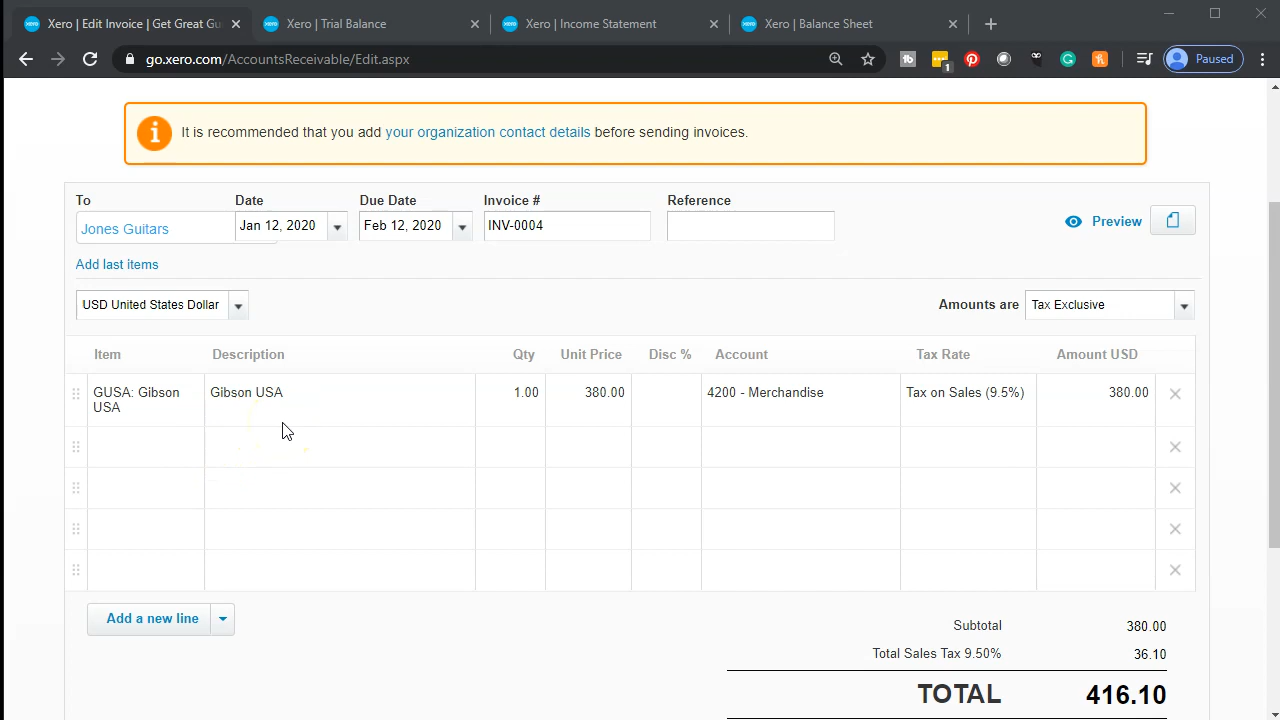 Xero | Edit Invoice | Get Great Gu
Xero | Trial Balance
Xero | Income Statement
Xero | Balance Sheet
go.xero.com/AccountsReceivable/Edit.aspx
1
Paused
It is recommended that you add your organization contact details before sending invoices.
To Date Due Date Invoice # Reference
Jones Guitars Jan 12, 2020 Feb 12, 2020 INV-0004
Preview
Add last items
USD United States Dollar Amounts are Tax Exclusive
Item Description Qty Unit Price Disc % Account Tax Rate Amount USD
GUSA: Gibson USA Gibson USA 1.00 380.00 4200 - Merchandise Tax on Sales (9.5%) 380.00
Add a new line
Subtotal 380.00
Total Sales Tax 9.50% 36.10
TOTAL 416.10